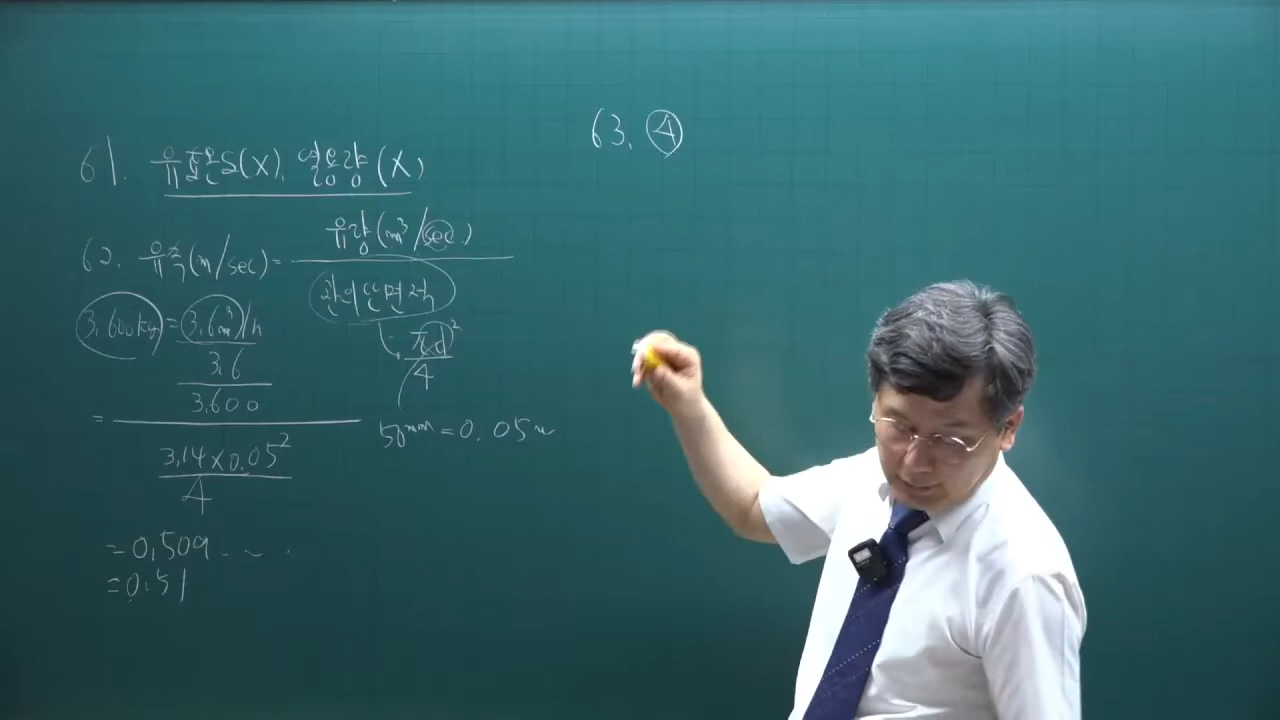 61. 유출온S(X), 열용량(X)
62. 유속(m/sec)= 유량(m³/sec)
관의단면적
πd²
4
3,600kg=3.6m³/h
3.6
3.600
=
3.14×0.05²
4
50mm=0.05m
=0.509...
=0.51
63. ④